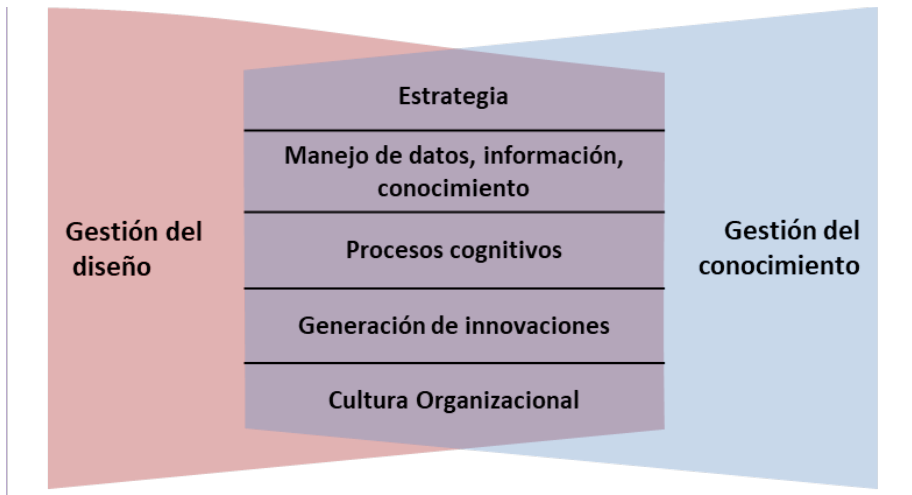 Estrategia
Manejo de datos, información,
conocimiento
Gestión del
diseño
Procesos cognitivos
Gestión del
conocimiento
Generación de innovaciones
Cultura Organizacional